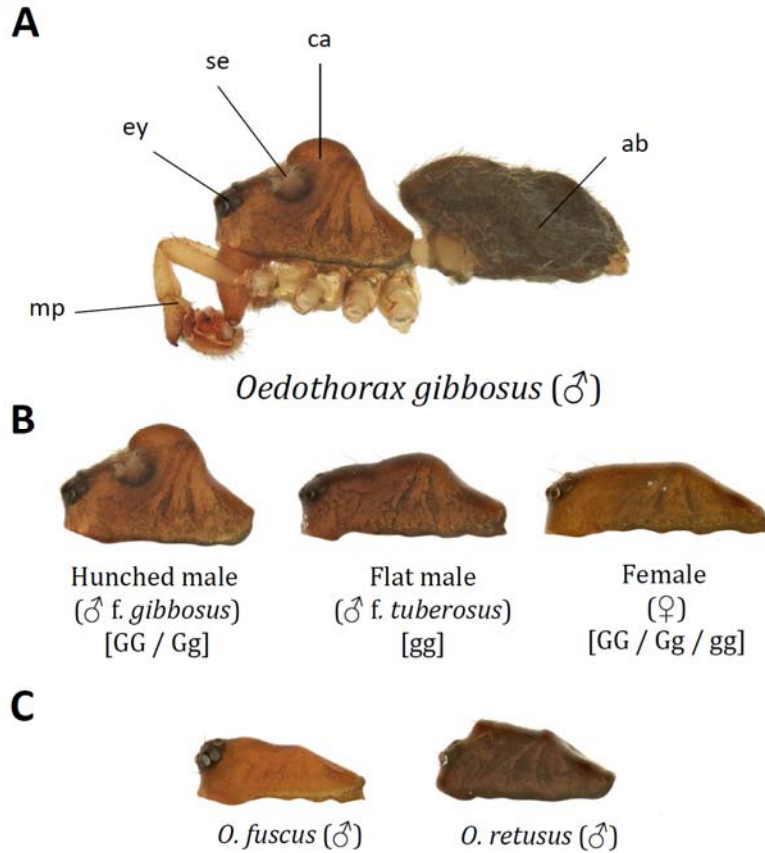 A
ca
se
ey
ab
mp
Oedothorax gibbosus (♂)
B
Hunched male
(♂ f. gibbosus)
[GG / Gg]
Flat male
(♂ f. tuberosus)
[gg]
Female
(♀)
[GG / Gg / gg]
C
O. fuscus (♂)
O. retusus (♂)